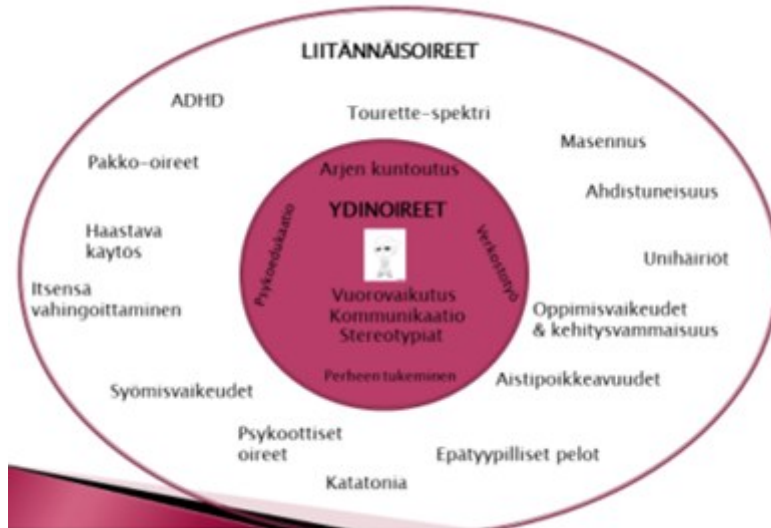 LIITÄNNÄISOIREET
ADHD
Tourette-spektri
Masennus
Pakko-oireet
Arjen kuntoutus
Ahdistuneisuus
YDINOIREET
Psykoedukaatio
Verkostotyö
Haastava
käytös
Unihäiriöt
Itsensä
vahingoittaminen
Vuorovaikutus
Kommunikaatio
Stereotypiat
Oppimisvaikeudet
& kehitysvammaisuus
Perheen tukeminen
Aistipoikkeavuudet
Syömisvaikeudet
Psykoottiset
oireet
Epätyypilliset pelot
Katatonia